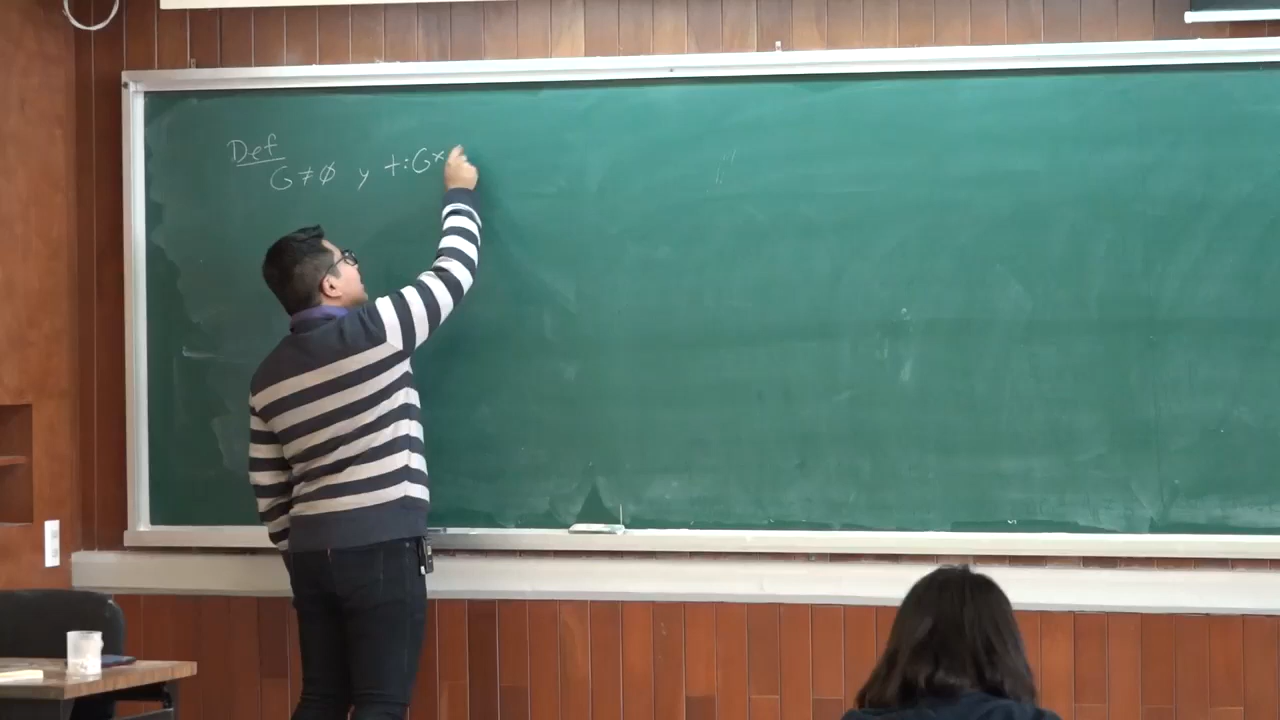 Def
G ≠ ∅ y +: G×